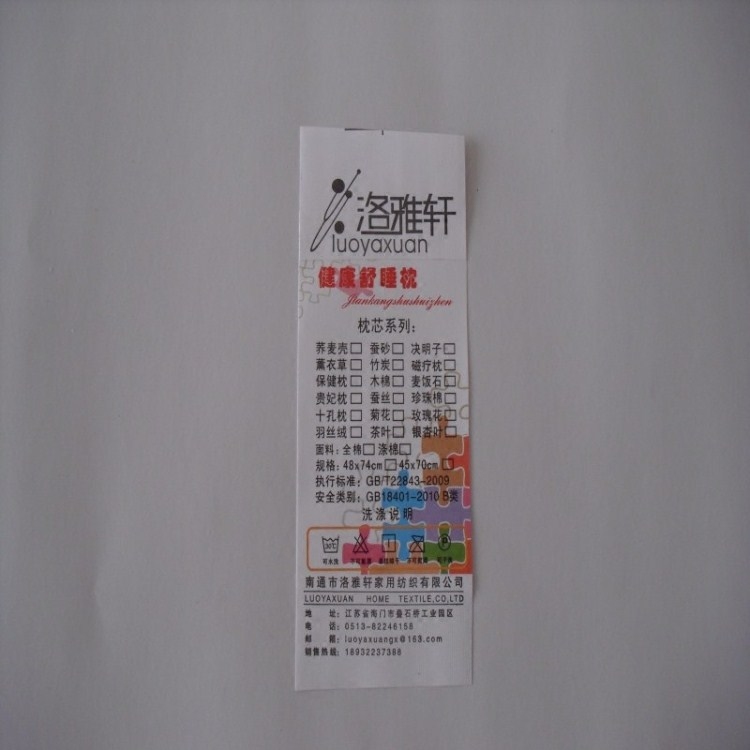 洛雅轩
luoyaxuan
健康舒睡枕
Jiankangshushuizhen
枕芯系列:
荞麦壳□ 蚕砂□ 决明子□
薰衣草□ 竹炭□ 磁疗枕□
保健枕□ 木棉□ 麦饭石□
贵妃枕□ 蚕丝□ 珍珠棉□
十孔枕□ 菊花□ 玫瑰花□
羽丝绒□ 茶叶□ 银杏叶□
面料: 全棉□ 涤棉□
规格: 48x74cm□ 45x70cm□
执行标准: GB/T22843-2009
安全类别: GB18401-2010 B类
洗涤说明
30℃
可水洗
南通市洛雅轩家用纺织有限公司
LUOYAXUAN HOME TEXTILE,CO,LTD
地 址: 江苏省海门市叠石桥工业园区
电 话: 0513-82246158
邮 箱: luoyaxuangx@163.com
销售热线: 18932237388